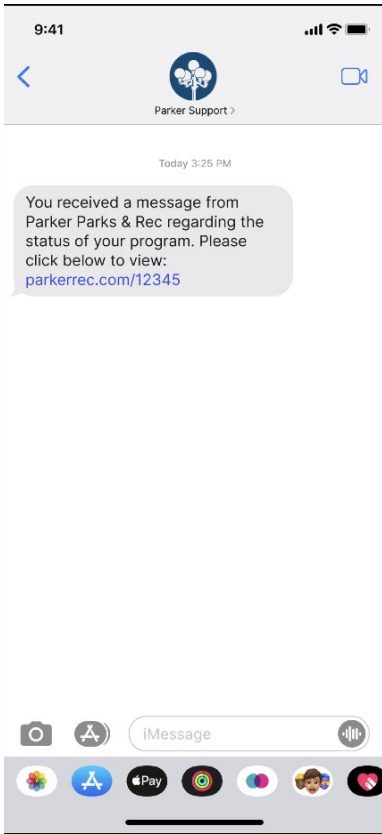 9:41
Parker Support >
Today 3:25 PM
You received a message from
Parker Parks & Rec regarding the
status of your program. Please
click below to view:
parkerrec.com/12345
iMessage
Pay